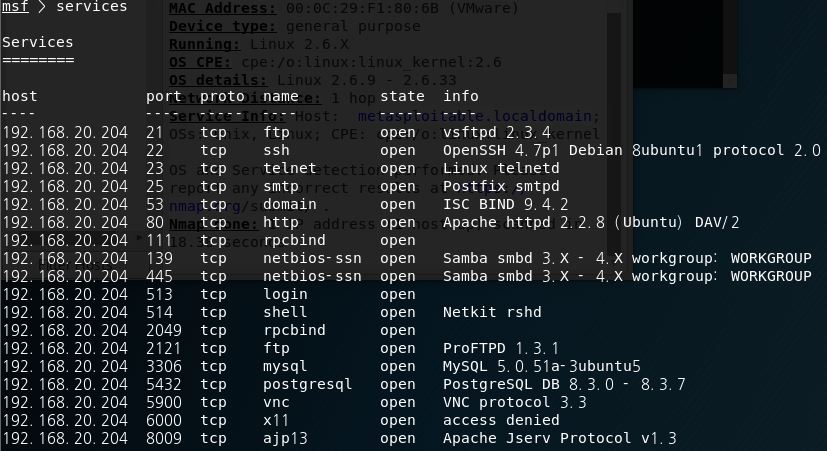 msf > services
MAC Address: 00:0C:29:F1:80:6B (VMware)
Device type: general purpose
Running: Linux 2.6.X
OS CPE: cpe:/o:linux:linux_kernel:2.6
OS details: Linux 2.6.9 - 2.6.33
Network Distance: 1 hop
Service Info: Host: metasploitable.localdomain;
Services
========
host port proto name state info
---- ---- ----- ---- ----- ----
192.168.20.204 21 tcp ftp open vsftpd 2.3.4
192.168.20.204 22 tcp ssh open OpenSSH 4.7p1 Debian 8ubuntu1 protocol 2.0
192.168.20.204 23 tcp telnet open Linux telnetd
192.168.20.204 25 tcp smtp open Postfix smtpd
192.168.20.204 53 tcp domain open ISC BIND 9.4.2
192.168.20.204 80 tcp http open Apache httpd 2.2.8 (Ubuntu) DAV/2
192.168.20.204 111 tcp rpcbind open
192.168.20.204 139 tcp netbios-ssn open Samba smbd 3.X - 4.X workgroup: WORKGROUP
192.168.20.204 445 tcp netbios-ssn open Samba smbd 3.X - 4.X workgroup: WORKGROUP
192.168.20.204 513 tcp login open
192.168.20.204 514 tcp shell open Netkit rshd
192.168.20.204 2049 tcp rpcbind open
192.168.20.204 2121 tcp ftp open ProFTPD 1.3.1
192.168.20.204 3306 tcp mysql open MySQL 5.0.51a-3ubuntu5
192.168.20.204 5432 tcp postgresql open PostgreSQL DB 8.3.0 - 8.3.7
192.168.20.204 5900 tcp vnc open VNC protocol 3.3
192.168.20.204 6000 tcp x11 open access denied
192.168.20.204 8009 tcp ajp13 open Apache Jserv Protocol v1.3